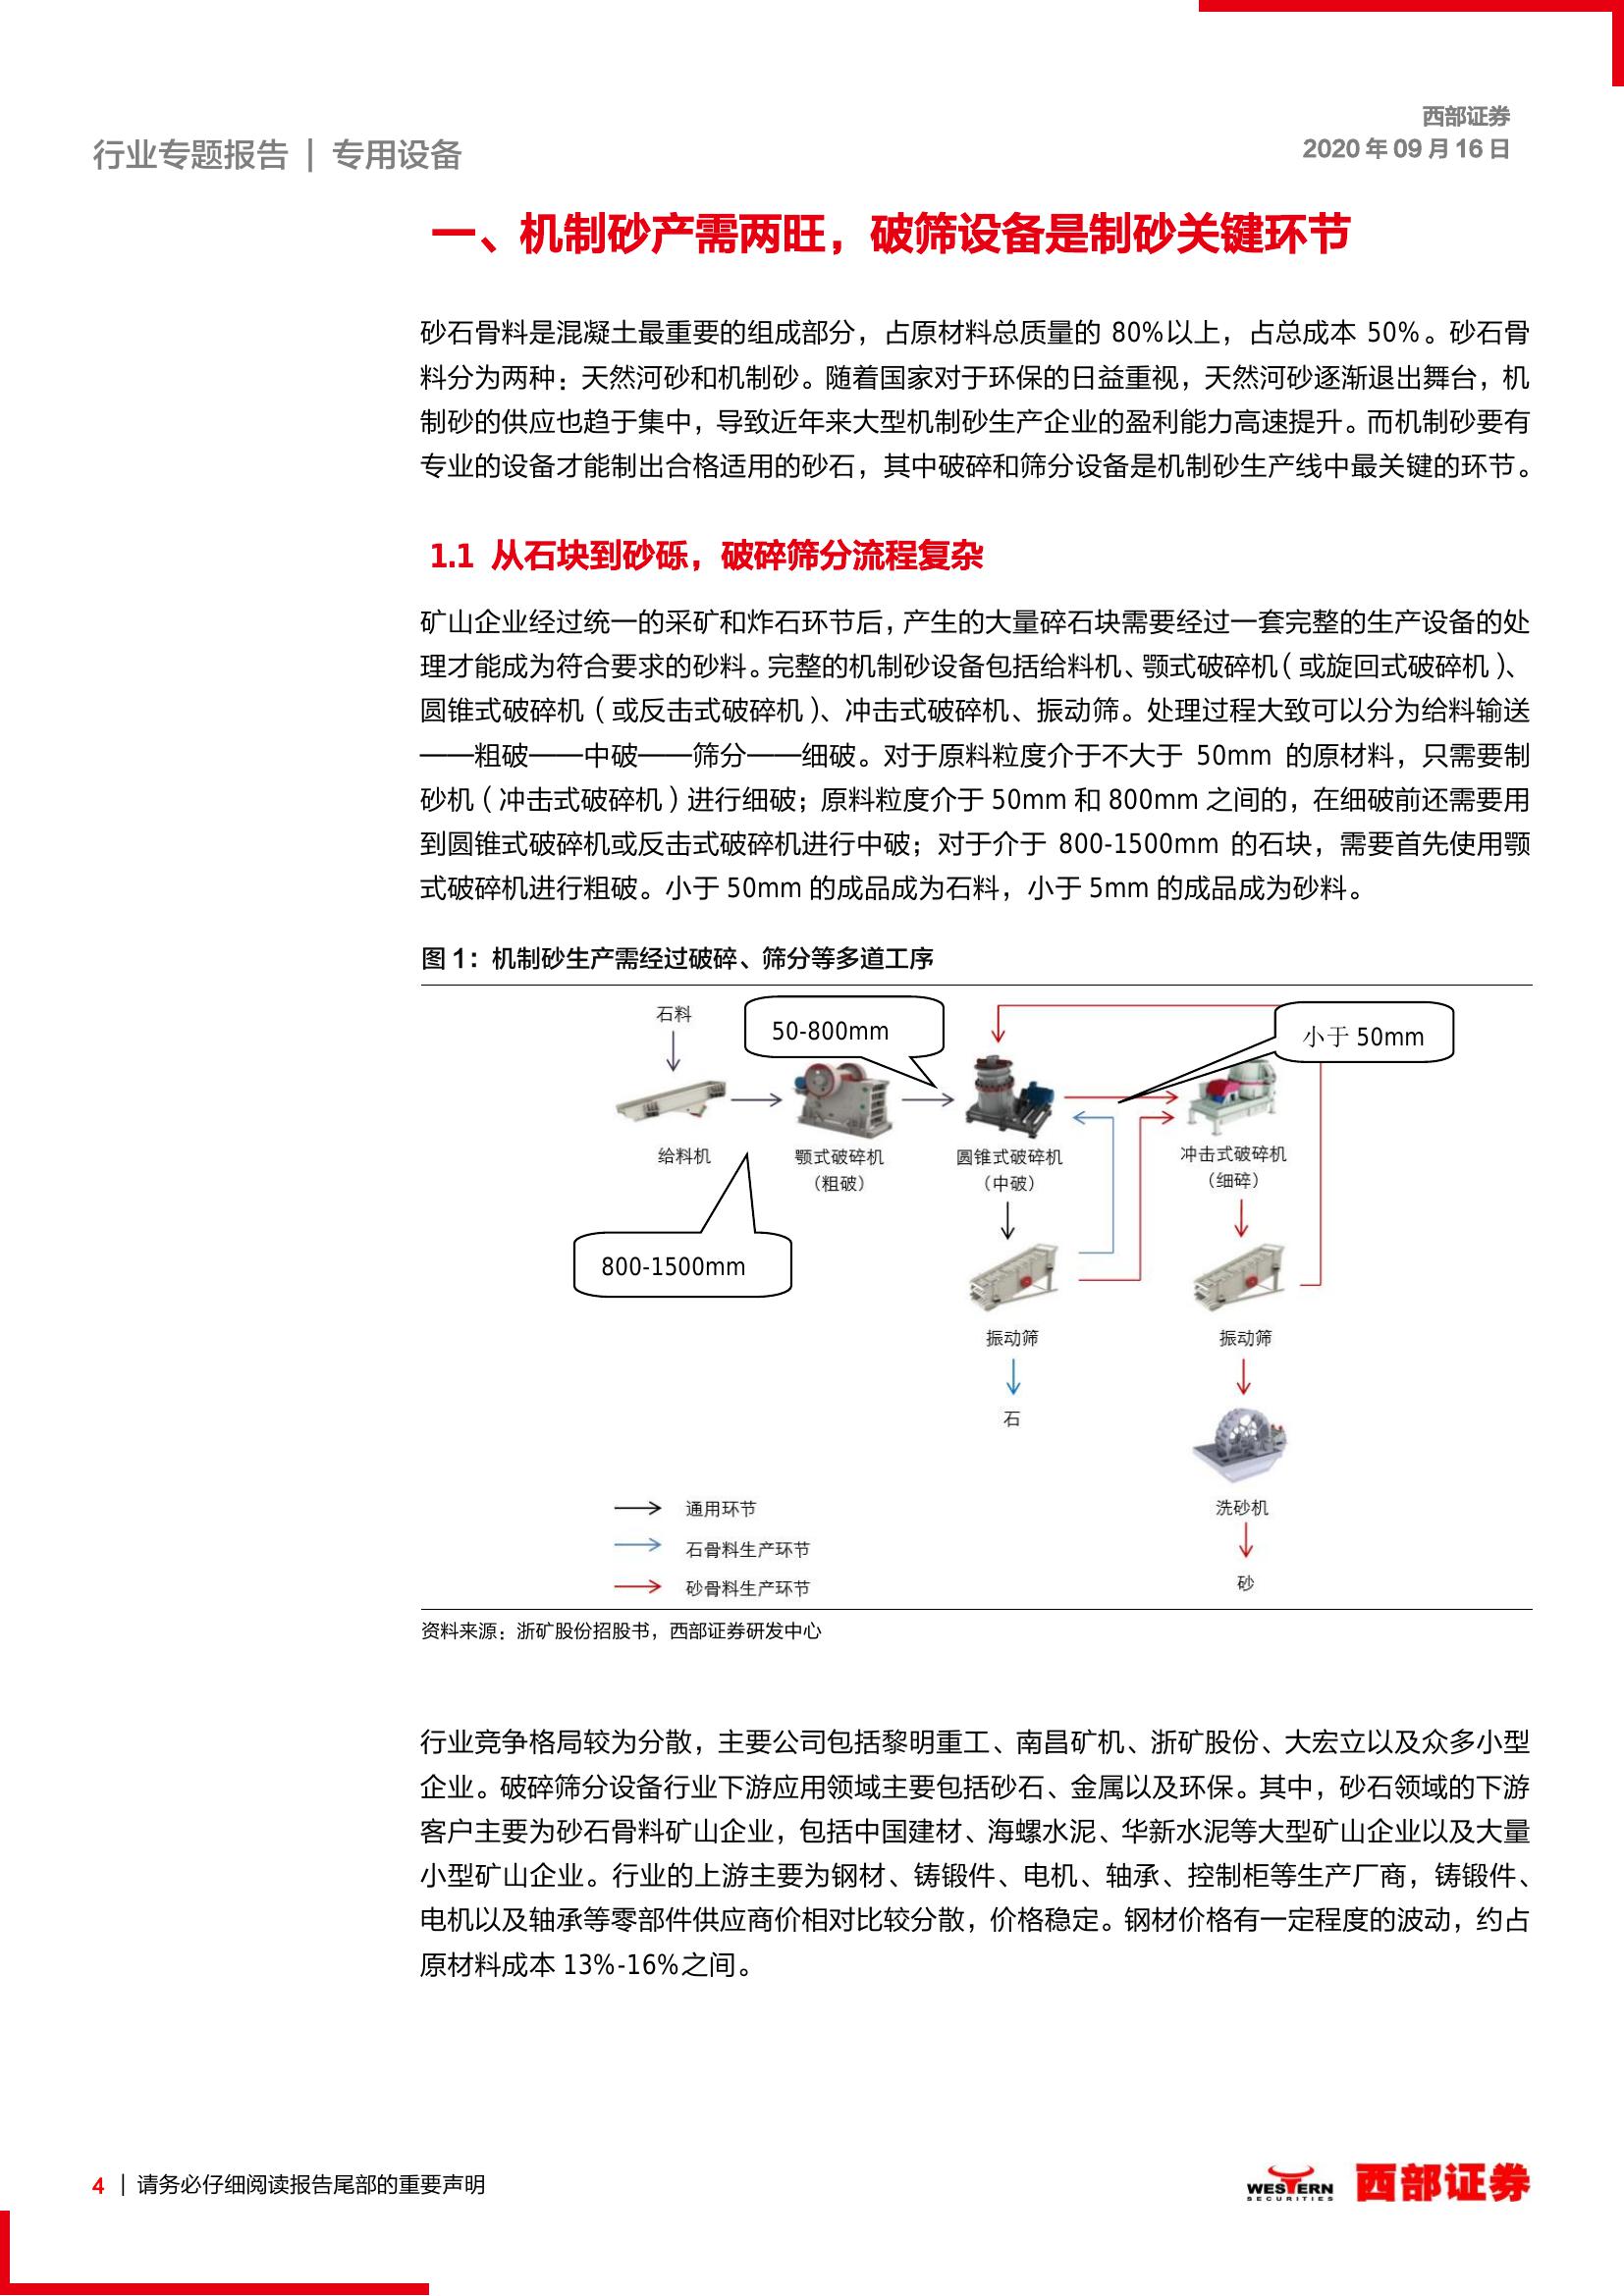 西部证券
行业专题报告 | 专用设备
2020 年 09 月 16 日
一、机制砂产需两旺，破筛设备是制砂关键环节
砂石骨料是混凝土最重要的组成部分，占原材料总质量的 80%以上，占总成本 50%。砂石骨
料分为两种：天然河砂和机制砂。随着国家对于环保的日益重视，天然河砂逐渐退出舞台，机
制砂的供应也趋于集中，导致近年来大型机制砂生产企业的盈利能力高速提升。而机制砂要有
专业的设备才能制出合格适用的砂石，其中破碎和筛分设备是机制砂生产线中最关键的环节。
1.1 从石块到砂砾，破碎筛分流程复杂
矿山企业经过统一的采矿和炸石环节后，产生的大量碎石块需要经过一套完整的生产设备的处
理才能成为符合要求的砂料。完整的机制砂设备包括给料机、颚式破碎机（或旋回式破碎机）、
圆锥式破碎机（或反击式破碎机）、冲击式破碎机、振动筛。处理过程大致可以分为给料输送
——粗破——中破——筛分——细破。对于原料粒度介于不大于 50mm 的原材料，只需要制
砂机（冲击式破碎机）进行细破；原料粒度介于 50mm 和 800mm 之间的，在细破前还需要用
到圆锥式破碎机或反击式破碎机进行中破；对于介于 800-1500mm 的石块，需要首先使用颚
式破碎机进行粗破。小于 50mm 的成品成为石料，小于 5mm 的成品成为砂料。
图 1：机制砂生产需经过破碎、筛分等多道工序
石料
50-800mm
小于 50mm
给料机
颚式破碎机
（粗破）
圆锥式破碎机
（中破）
冲击式破碎机
（细碎）
800-1500mm
振动筛
振动筛
石
洗砂机
砂
通用环节
石骨料生产环节
砂骨料生产环节
资料来源：浙矿股份招股书，西部证券研发中心
行业竞争格局较为分散，主要公司包括黎明重工、南昌矿机、浙矿股份、大宏立以及众多小型
企业。破碎筛分设备行业下游应用领域主要包括砂石、金属以及环保。其中，砂石领域的下游
客户主要为砂石骨料矿山企业，包括中国建材、海螺水泥、华新水泥等大型矿山企业以及大量
小型矿山企业。行业的上游主要为钢材、铸锻件、电机、轴承、控制柜等生产厂商，铸锻件、
电机以及轴承等零部件供应商价相对比较分散，价格稳定。钢材价格有一定程度的波动，约占
原材料成本 13%-16%之间。
4 | 请务必仔细阅读报告尾部的重要声明
WESTERN
SECURITIES
西部证券